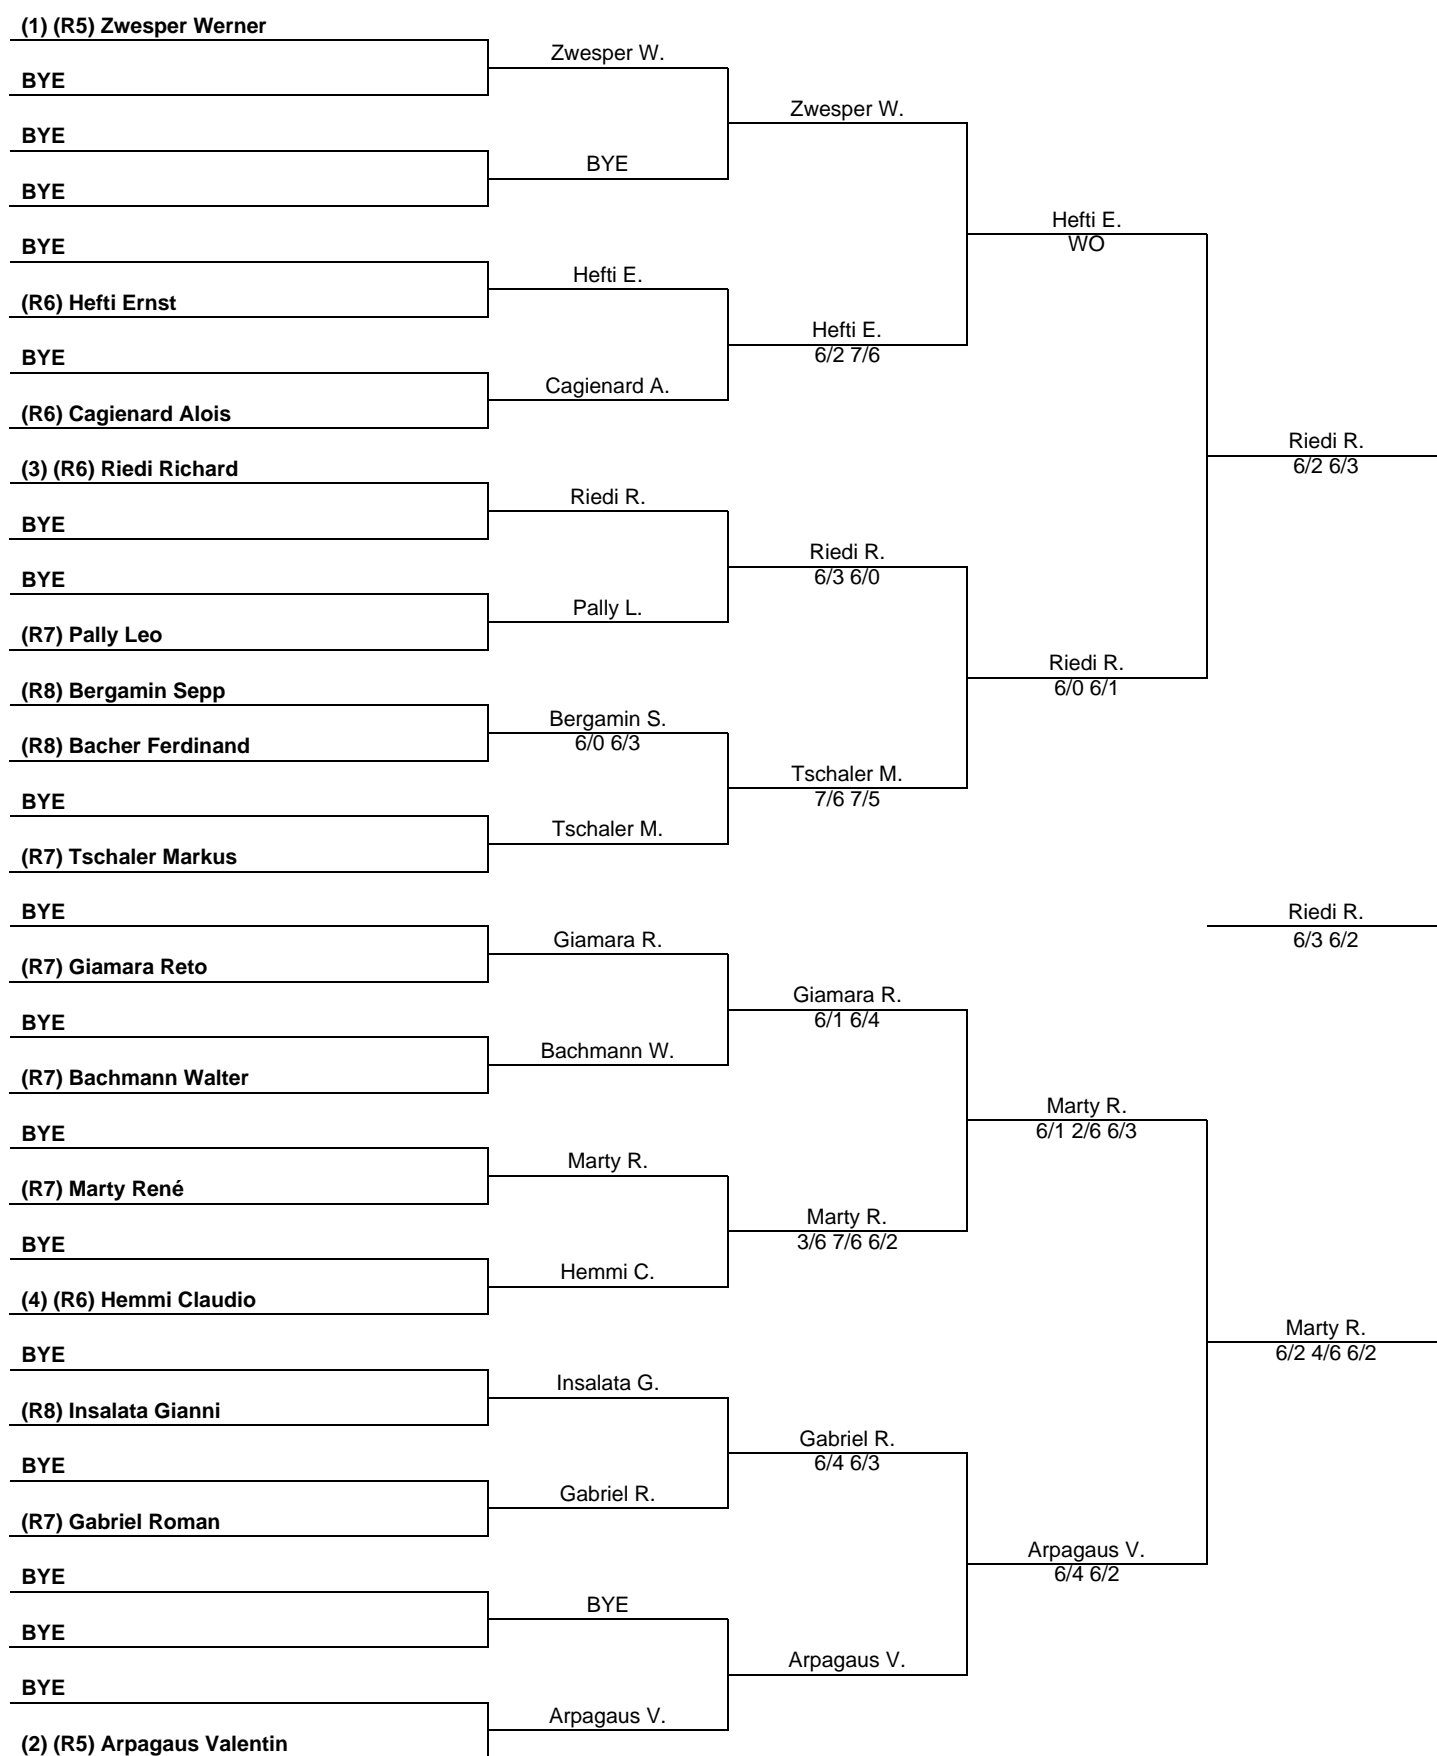 (1) (R5) Zwesper Werner
Zwesper W.
BYE
Zwesper W.
BYE
BYE
BYE
Hefti E.
WO
BYE
Hefti E.
(R6) Hefti Ernst
Hefti E.
6/2 7/6
BYE
Cagienard A.
(R6) Cagienard Alois
Riedi R.
6/2 6/3
(3) (R6) Riedi Richard
Riedi R.
BYE
Riedi R.
6/3 6/0
BYE
Pally L.
(R7) Pally Leo
Riedi R.
6/0 6/1
(R8) Bergamin Sepp
Bergamin S.
6/0 6/3
(R8) Bacher Ferdinand
Tschaler M.
7/6 7/5
BYE
Tschaler M.
(R7) Tschaler Markus
BYE
Riedi R.
6/3 6/2
Giamara R.
(R7) Giamara Reto
Giamara R.
6/1 6/4
BYE
Bachmann W.
(R7) Bachmann Walter
Marty R.
6/1 2/6 6/3
BYE
Marty R.
(R7) Marty René
Marty R.
3/6 7/6 6/2
BYE
Hemmi C.
(4) (R6) Hemmi Claudio
Marty R.
6/2 4/6 6/2
BYE
Insalata G.
(R8) Insalata Gianni
Gabriel R.
6/4 6/3
BYE
Gabriel R.
(R7) Gabriel Roman
Arpagaus V.
6/4 6/2
BYE
BYE
BYE
Arpagaus V.
BYE
Arpagaus V.
(2) (R5) Arpagaus Valentin